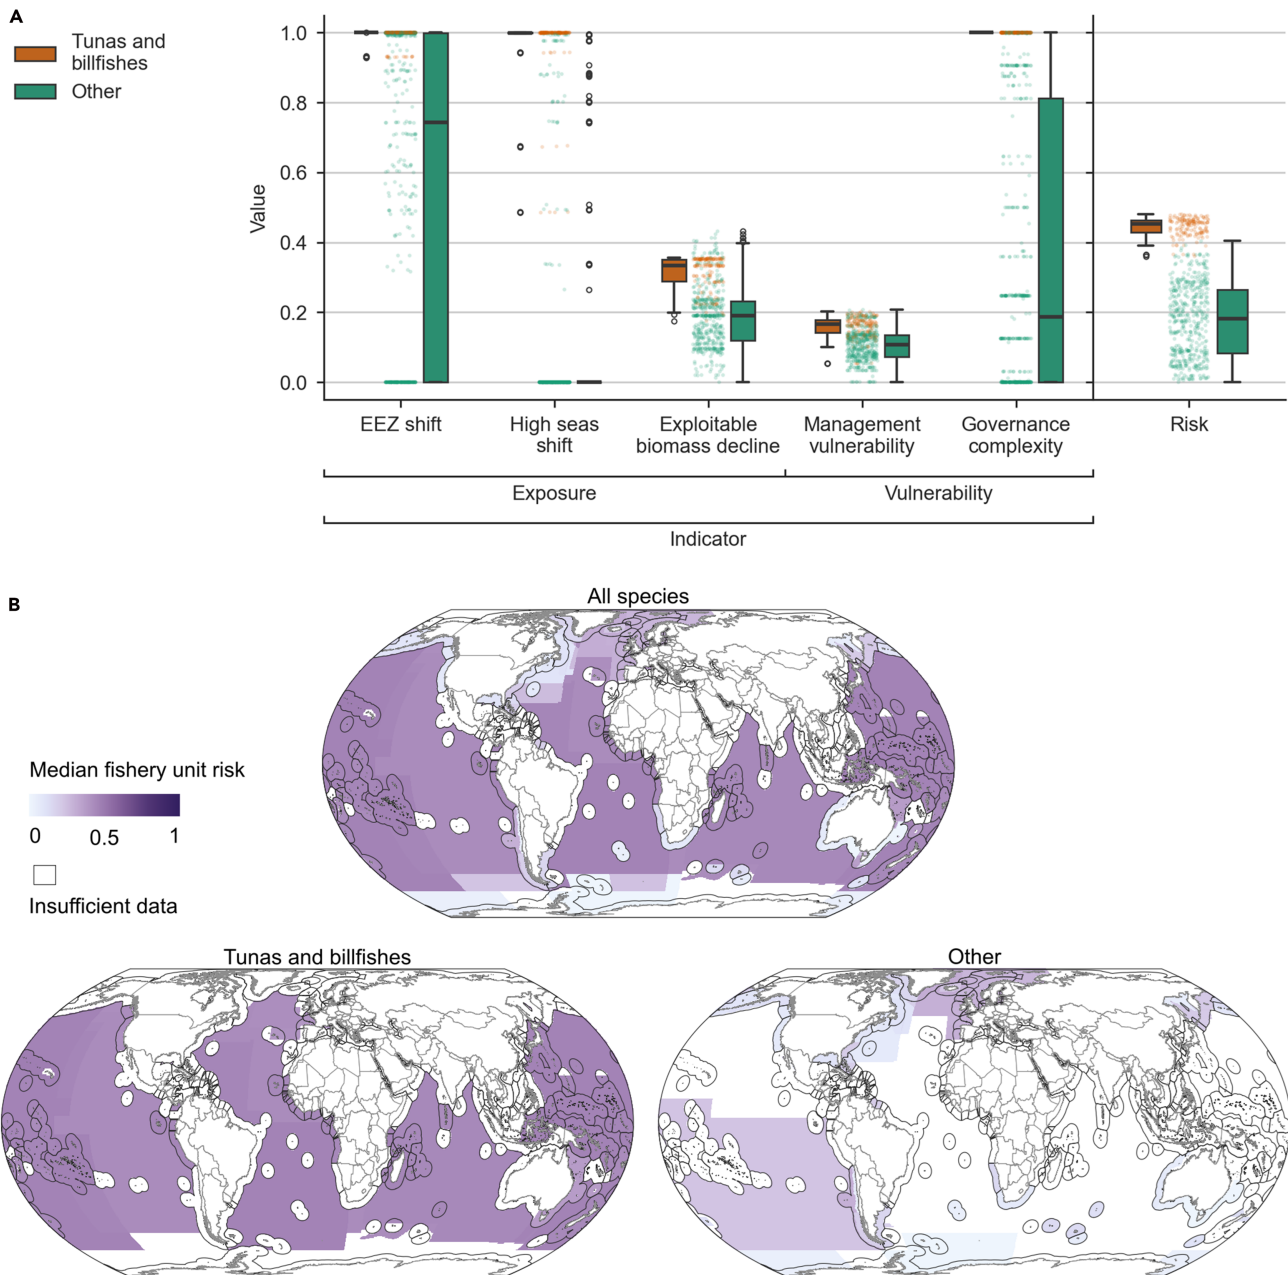 A
Tunas and
billfishes
Other
Value
1.0
0.8
0.6
0.4
0.2
0.0
EEZ shift
High seas
shift
Exploitable
biomass decline
Management
vulnerability
Governance
complexity
Risk
Exposure
Vulnerability
Indicator
B
All species
Median fishery unit risk
0 0.5 1
Insufficient data
Tunas and billfishes
Other